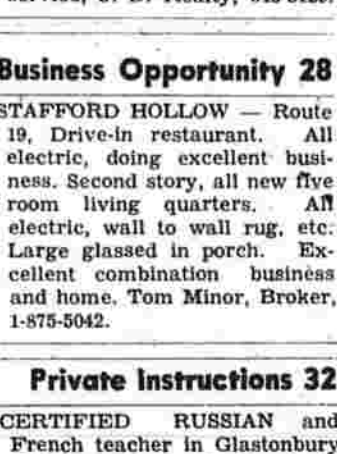 Business Opportunity 28
STAFFORD HOLLOW — Route
19, Drive-in restaurant. All
electric, doing excellent busi-
ness. Second story, all new five
room living quarters. All
electric, wall to wall rug, etc.
Large glassed in porch. Ex-
cellent combination business
and home. Tom Minor, Broker,
1-875-5042.
Private Instructions 32
CERTIFIED RUSSIAN and
French teacher in Glastonbury